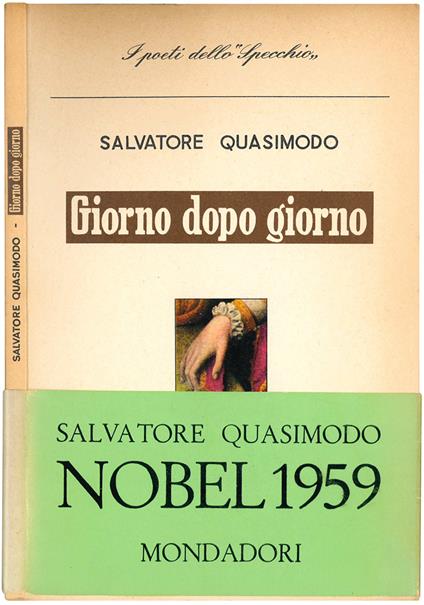 I poeti dello "Specchio„
SALVATORE QUASIMODO
Giorno dopo giorno
SALVATORE QUASIMODO - Giorno dopo giorno
SALVATORE QUASIMODO
NOBEL 1959
MONDADORI